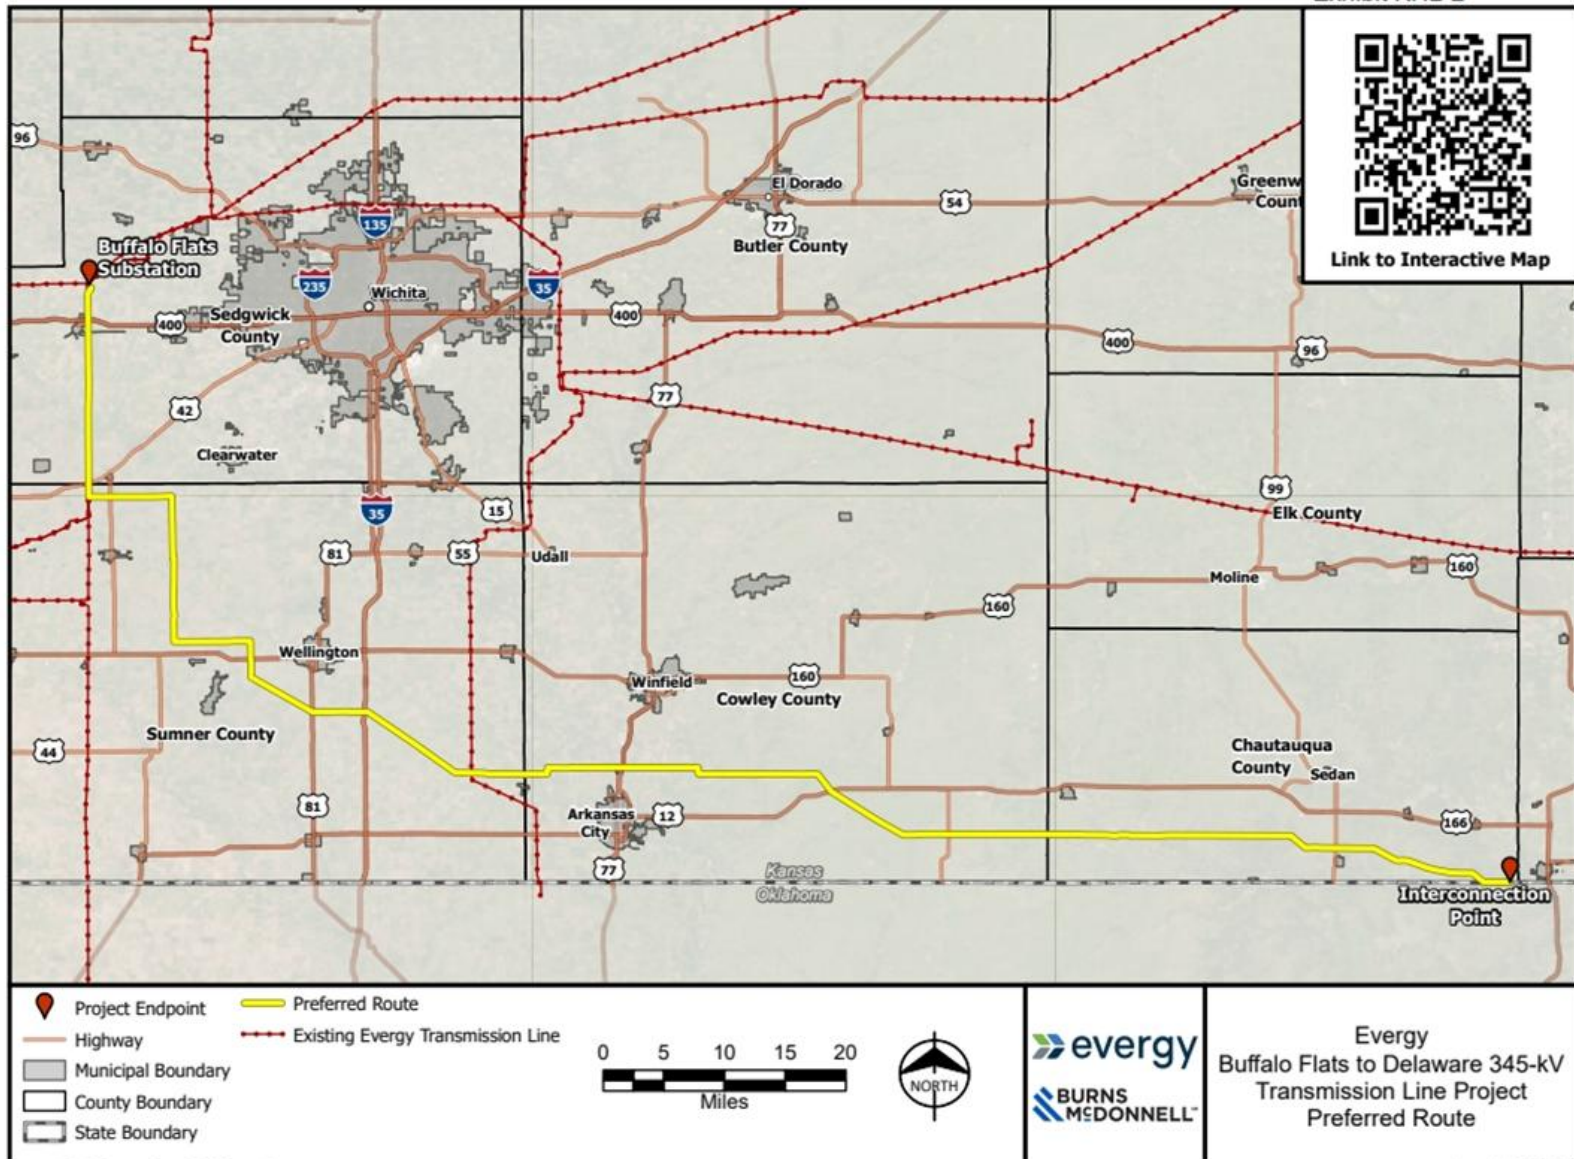 96
Greenw
Count
Link to Interactive Map
El Dorado
54
135
77
Butler County
Buffalo Flats
Substation
235
Wichita
35
400
Sedgwick
County
400
400
96
77
42
Clearwater
99
Elk County
35
15
81
55
Udall
160
Moline
160
Wellington
Winfield
160
Cowley County
Sumner County
44
Chautauqua
County
Sedan
81
Arkansas
City
12
166
77
Kansas
Oklahoma
Interconnection
Point
Project Endpoint
Highway
Municipal Boundary
County Boundary
State Boundary
Preferred Route
Existing Evergy Transmission Line
0 5 10 15 20
Miles
NORTH
evergy
BURNS
MCDONNELL
Evergy
Buffalo Flats to Delaware 345-kV
Transmission Line Project
Preferred Route